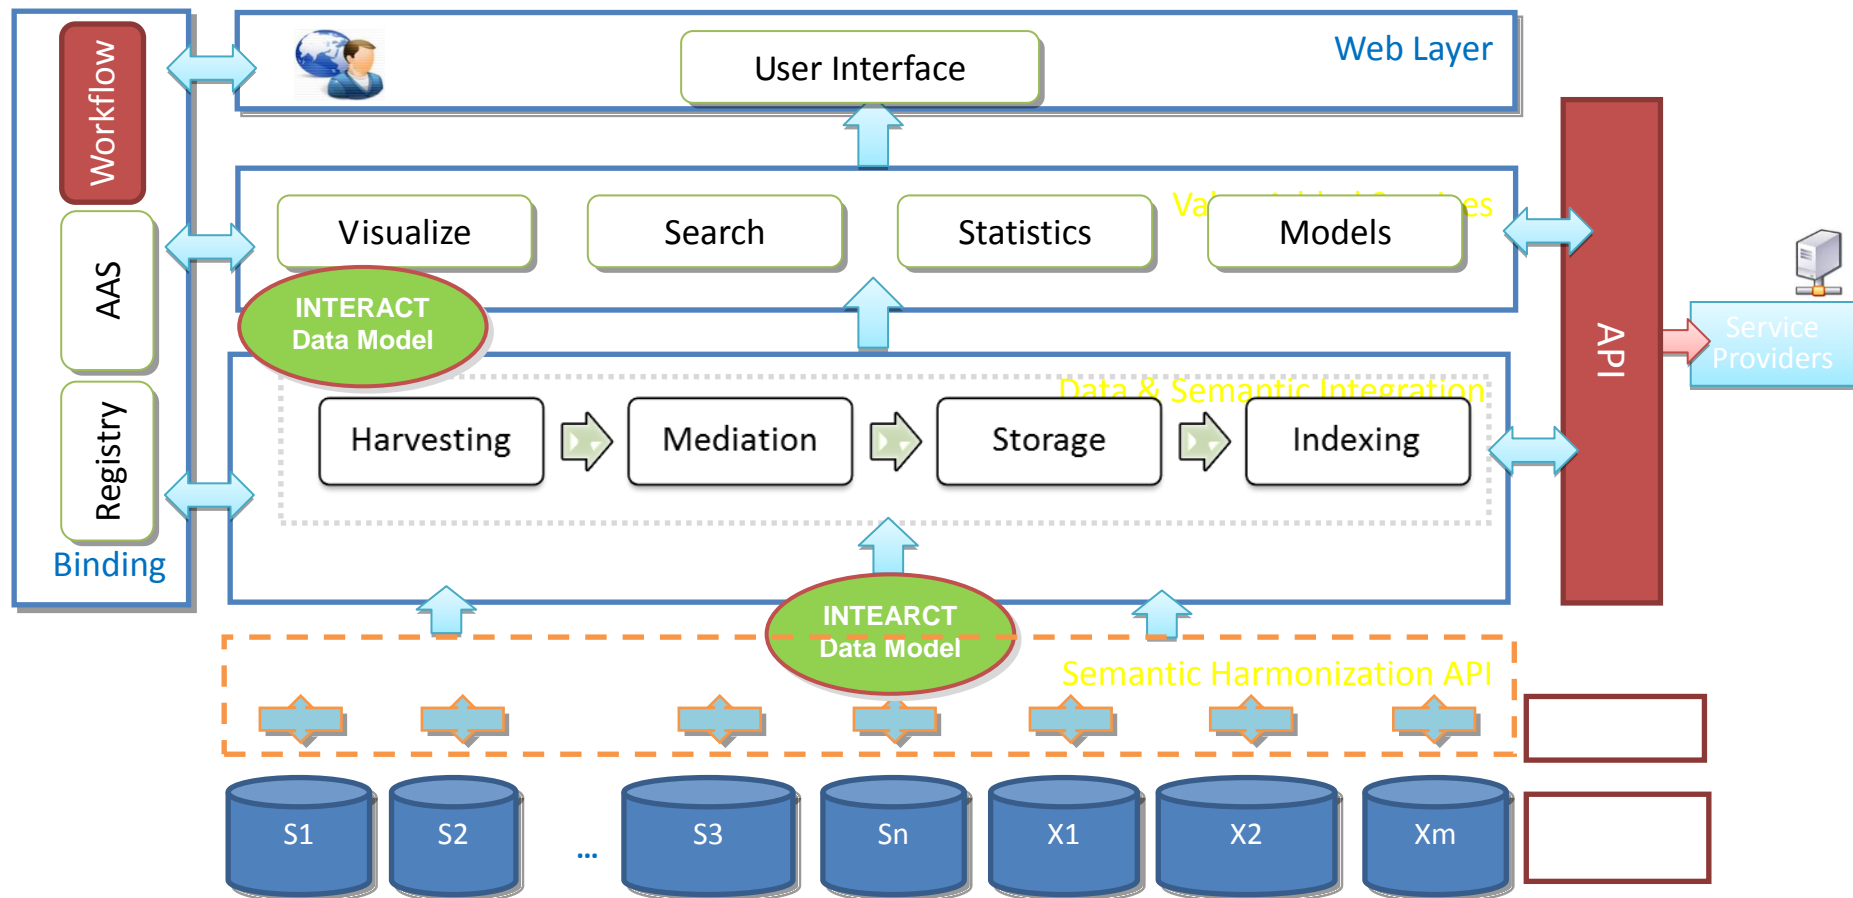 Workflow
AAS
Registry
Binding
Web Layer
User Interface
Visualize
Search
Statistics
Models
INTERACT
Data Model
Data & Semantic Integration
Harvesting
Mediation
Storage
Indexing
API
Service
Providers
INTEARCT
Data Model
Semantic Harmonization API
S1
S2
...
S3
Sn
X1
X2
Xm